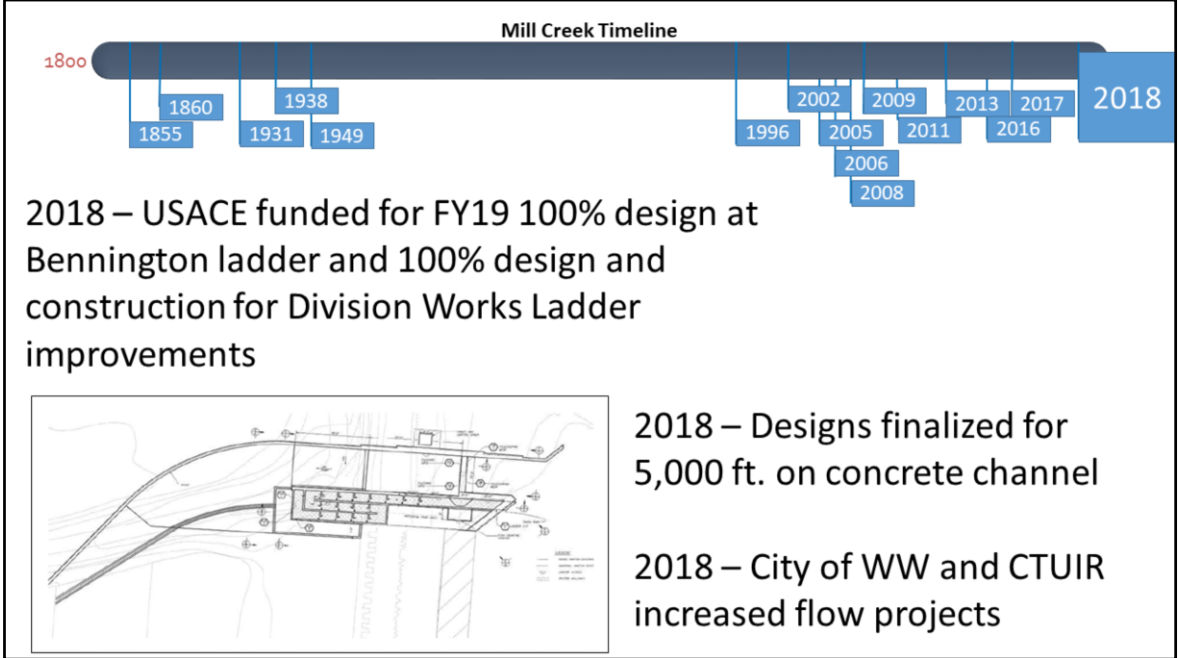 Mill Creek Timeline
1800
1855
1860
1931
1938
1949
1996
2002
2005
2006
2008
2009
2011
2013
2016
2017
2018
2018 – USACE funded for FY19 100% design at
Bennington ladder and 100% design and
construction for Division Works Ladder
improvements
2018 – Designs finalized for
5,000 ft. on concrete channel
2018 – City of WW and CTUIR
increased flow projects